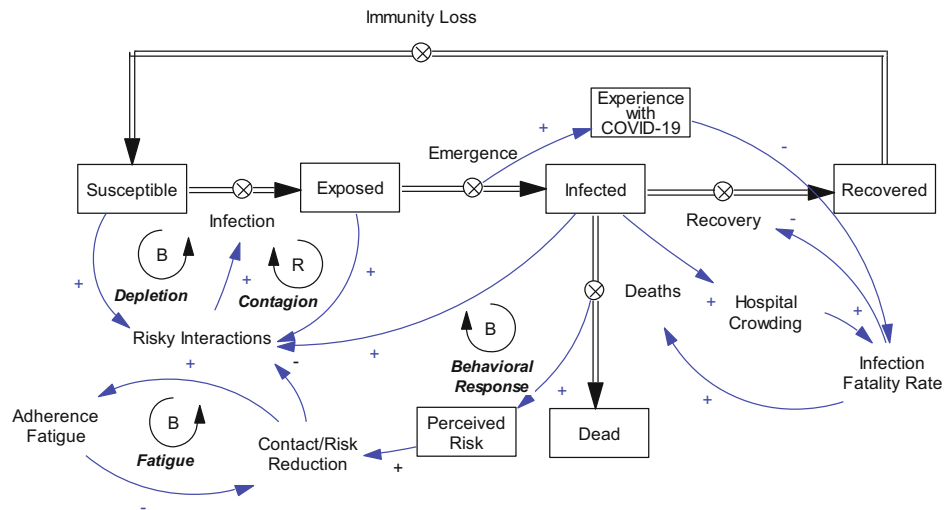 Immunity Loss
Experience
with
COVID-19
+
-
Emergence
Susceptible
Exposed
Infected
Recovered
Infection
Recovery
-
B
R
+
+
+
Depletion
Contagion
Deaths
+
Hospital
Crowding
+
Risky Interactions
B
+
-
+
Behavioral
Response
Infection
Fatality Rate
+
+
Adherence
Fatigue
B
Fatigue
Contact/Risk
Reduction
Perceived
Risk
Dead
+
-